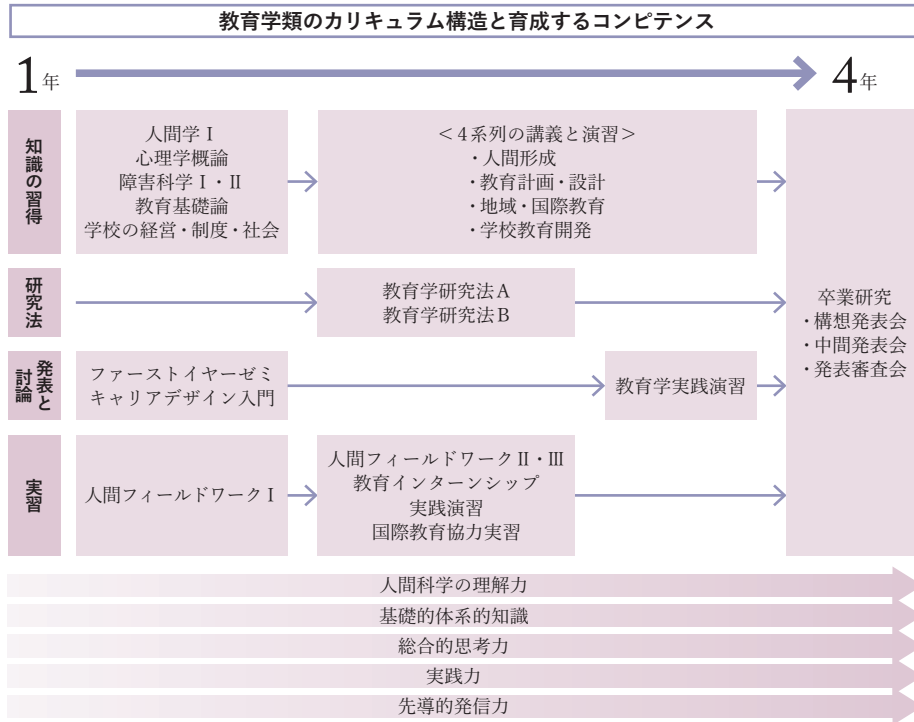 教育学類のカリキュラム構造と育成するコンピテンス
1年
4年
知識の習得
人間学Ⅰ
心理学概論
障害科学Ⅰ・Ⅱ
教育基礎論
学校の経営・制度・社会
＜4系列の講義と演習＞
・人間形成
・教育計画・設計
・地域・国際教育
・学校教育開発
研究法
教育学研究法A
教育学研究法B
発表と
討論
ファーストイヤーゼミ
キャリアデザイン入門
教育学実践演習
実習
人間フィールドワークⅠ
人間フィールドワークⅡ・Ⅲ
教育インターンシップ
実践演習
国際教育協力実習
卒業研究
・構想発表会
・中間発表会
・発表審査会
人間科学の理解力
基礎的体系的知識
総合的思考力
実践力
先導的発信力